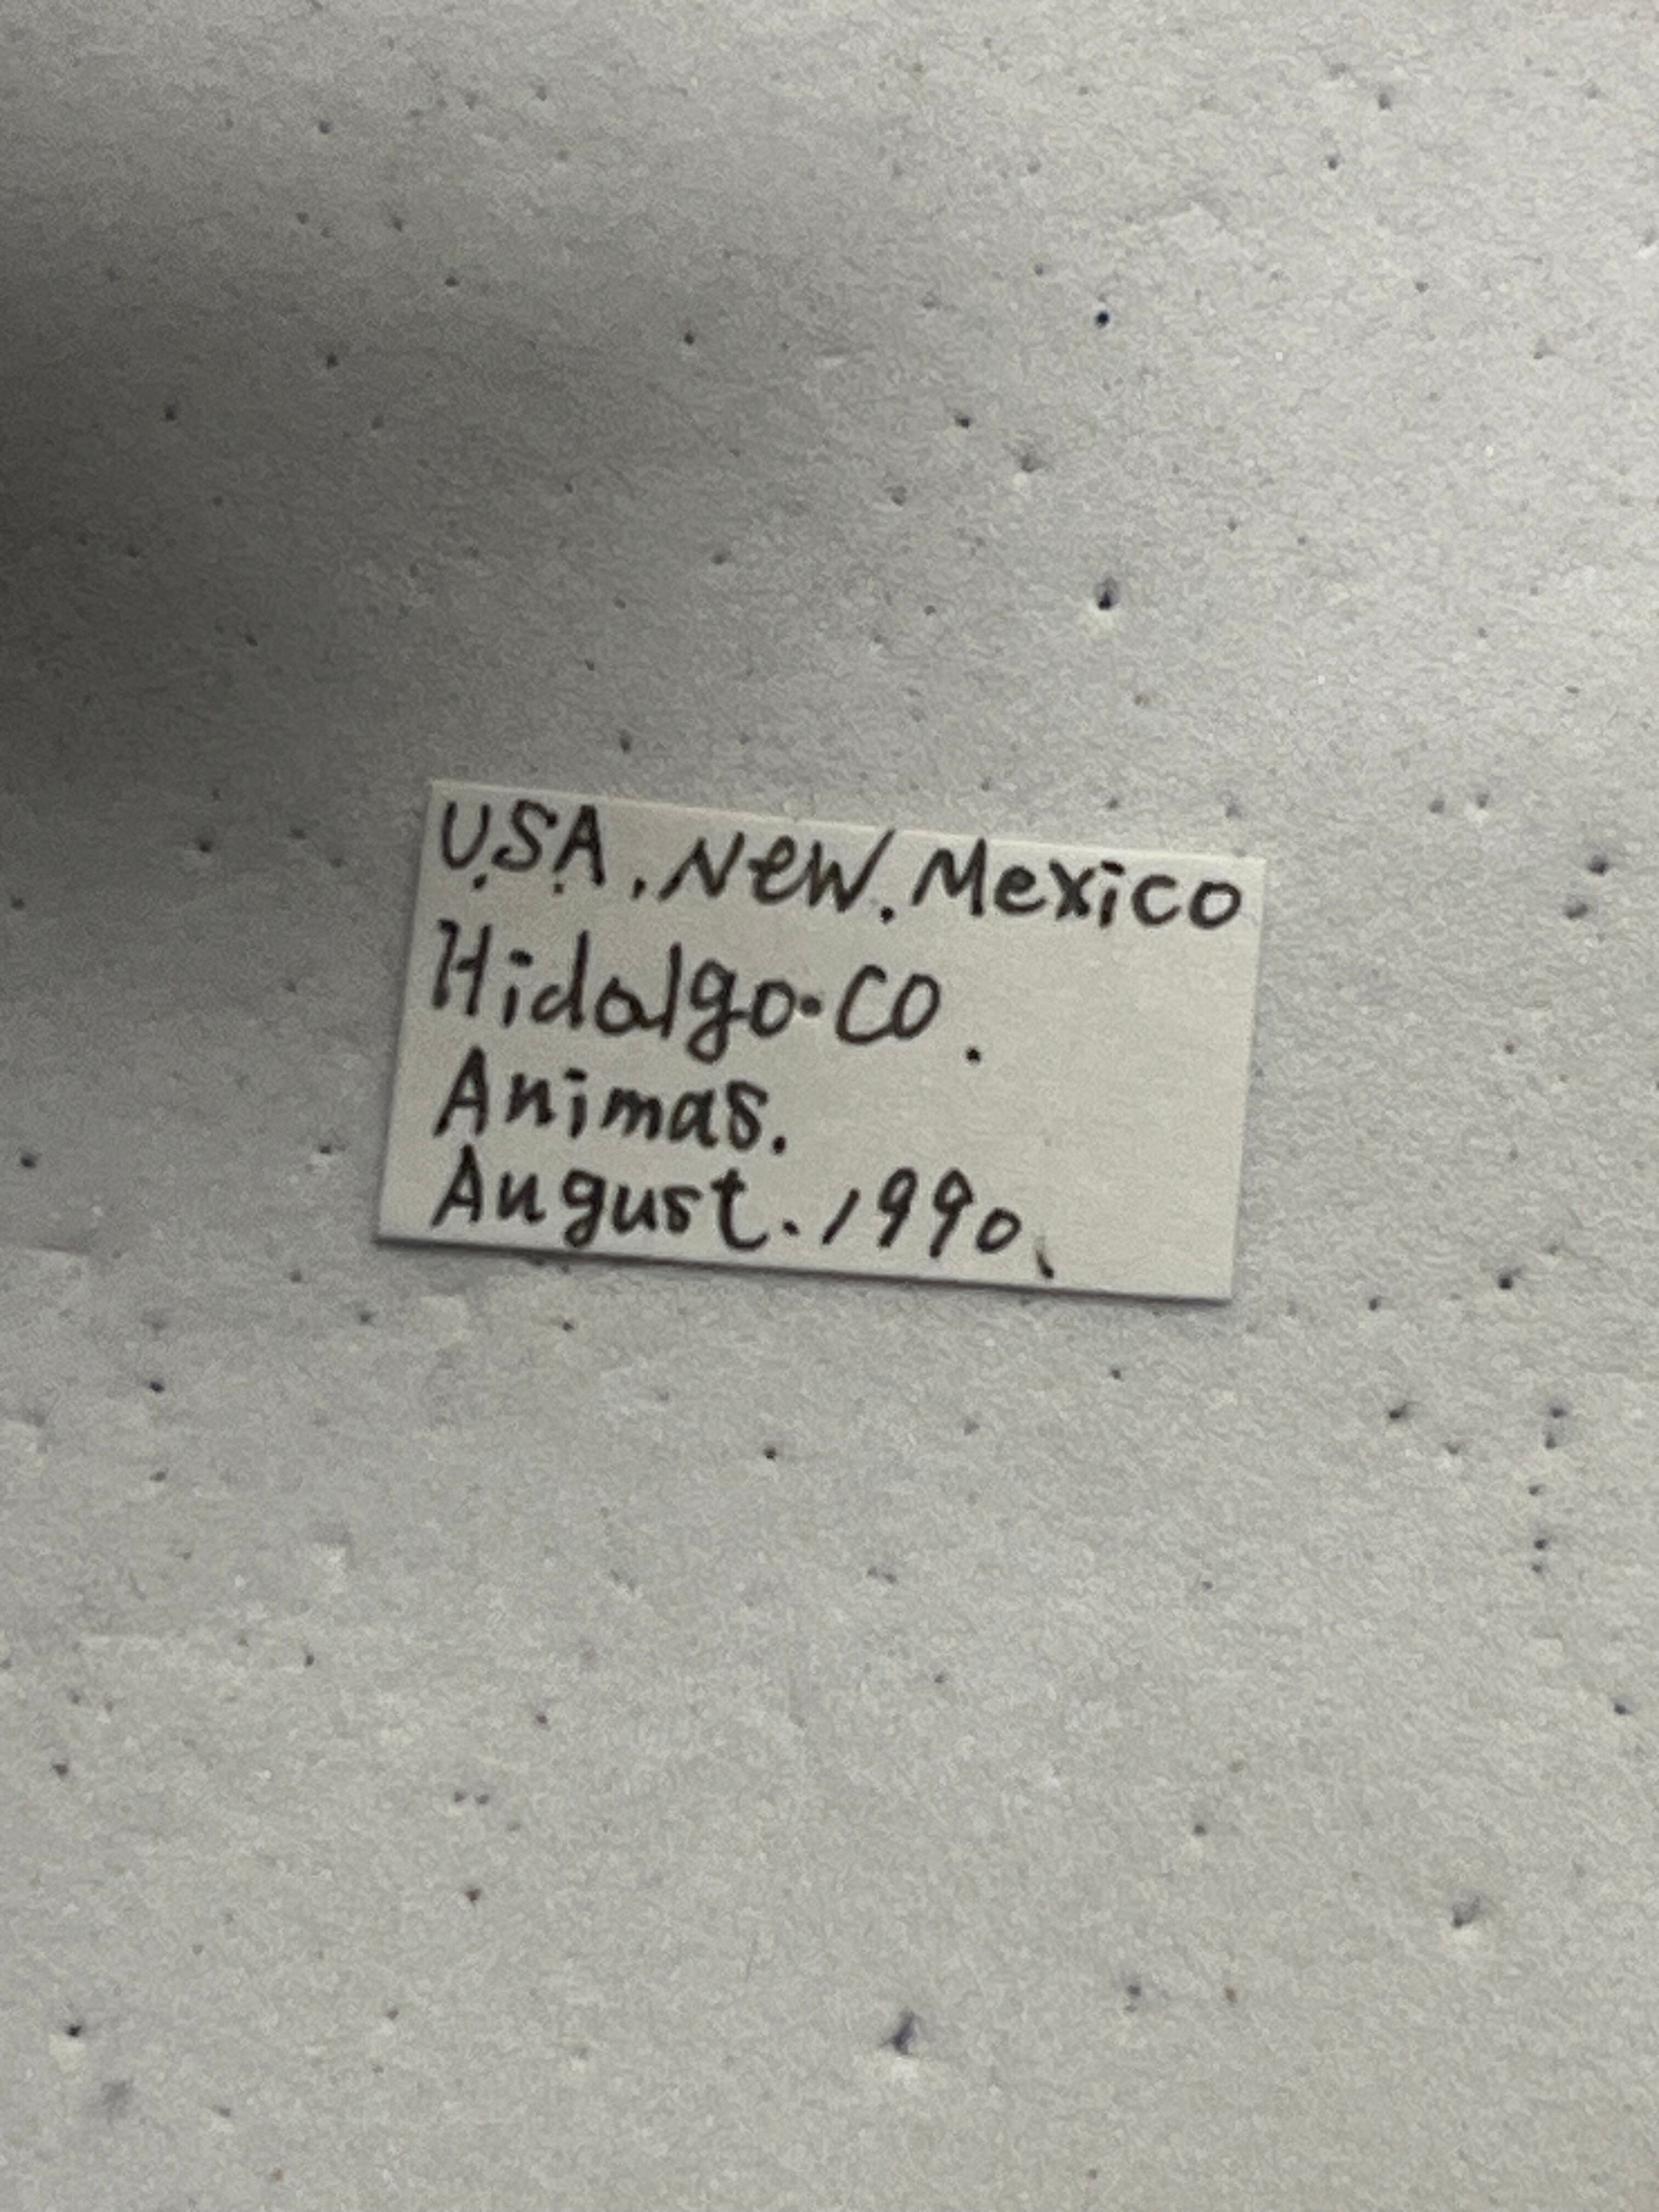 U.S.A. New. Mexico
Hidalgo. CO.
Animas.
August. 1990.